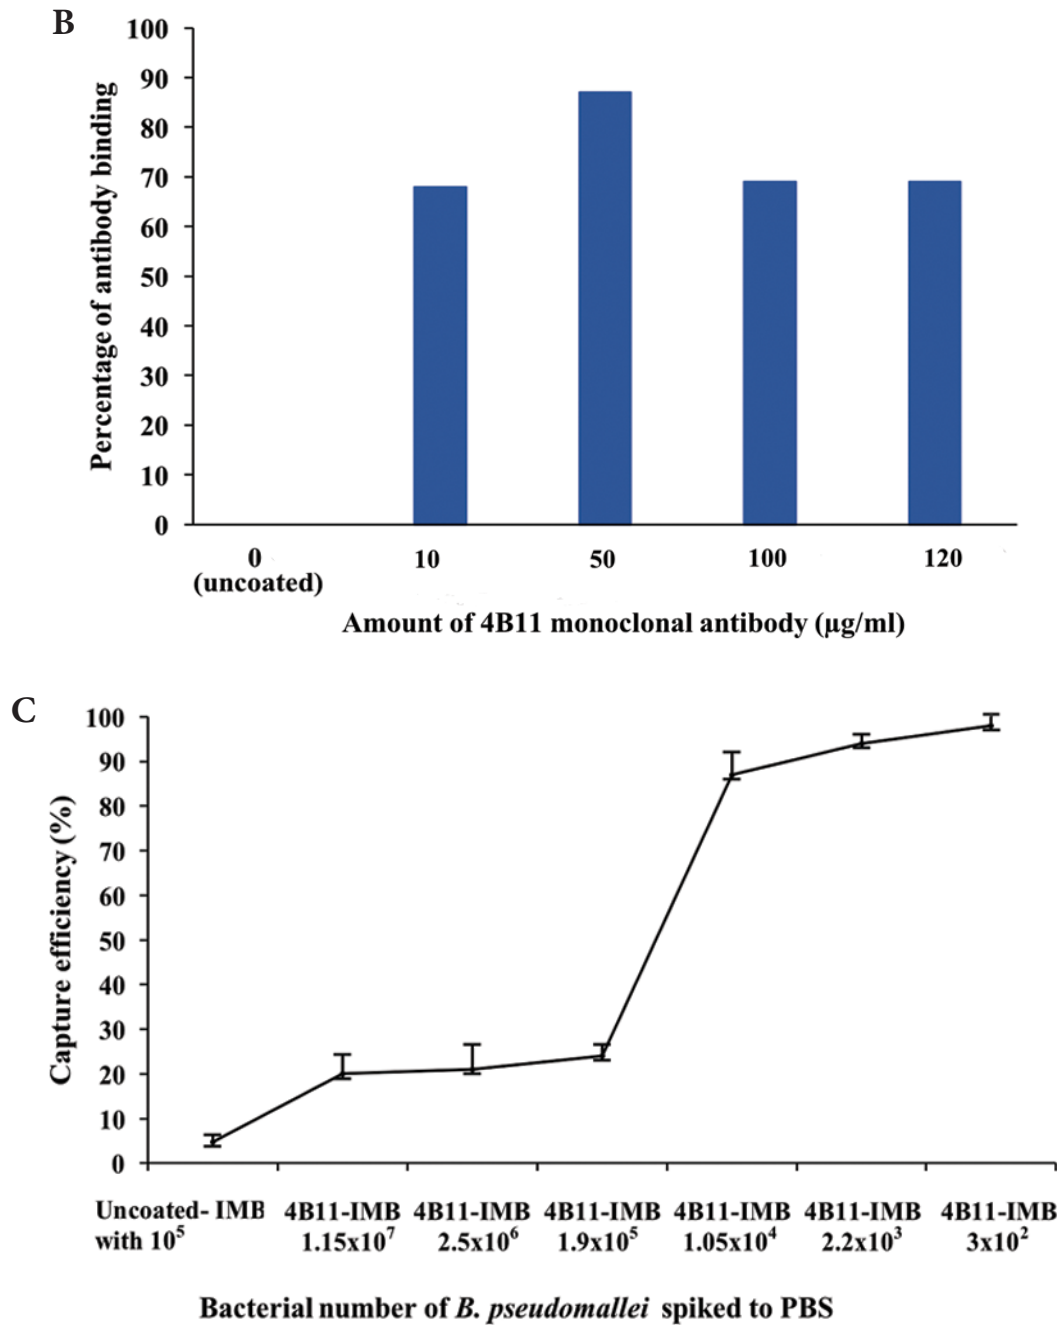 B
100
90
80
70
60
50
40
30
20
10
0
Percentage of antibody binding
0 10 50 100 120
(uncoated)
Amount of 4B11 monoclonal antibody (µg/ml)
C
100
90
80
70
60
50
40
30
20
10
0
Capture efficiency (%)
Uncoated- IMB 4B11-IMB 4B11-IMB 4B11-IMB 4B11-IMB 4B11-IMB 4B11-IMB
with 10⁵ 1.15x10⁷ 2.5x10⁶ 1.9x10⁵ 1.05x10⁴ 2.2x10³ 3x10²
Bacterial number of B. pseudomallei spiked to PBS